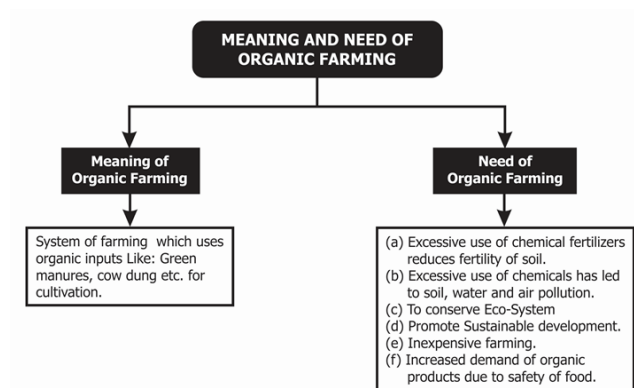 MEANING AND NEED OF
ORGANIC FARMING
Meaning of
Organic Farming
System of farming which uses
organic inputs Like: Green
manures, cow dung etc. for
cultivation.
Need of
Organic Farming
(a) Excessive use of chemical fertilizers
reduces fertility of soil.
(b) Excessive use of chemicals has led
to soil, water and air pollution.
(c) To conserve Eco-System
(d) Promote Sustainable development.
(e) Inexpensive farming.
(f) Increased demand of organic
products due to safety of food.